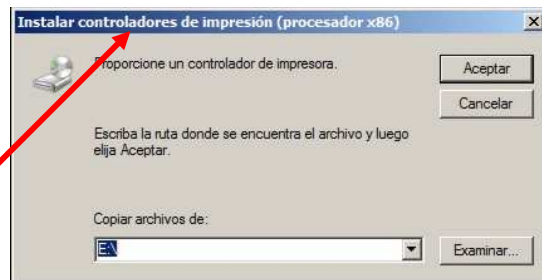 Instalar controladores de impresión (procesador x86)
Proporcione un controlador de impresora.
Aceptar
Cancelar
Escriba la ruta donde se encuentra el archivo y luego
elija Aceptar.
Copiar archivos de:
E:\
Examinar...